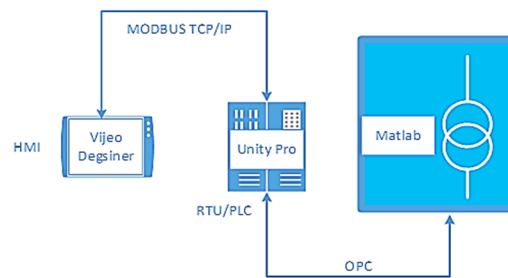 MODBUS TCP/IP
HMI
Vijeo
Degsiner
Unity Pro
Matlab
RTU/PLC
OPC